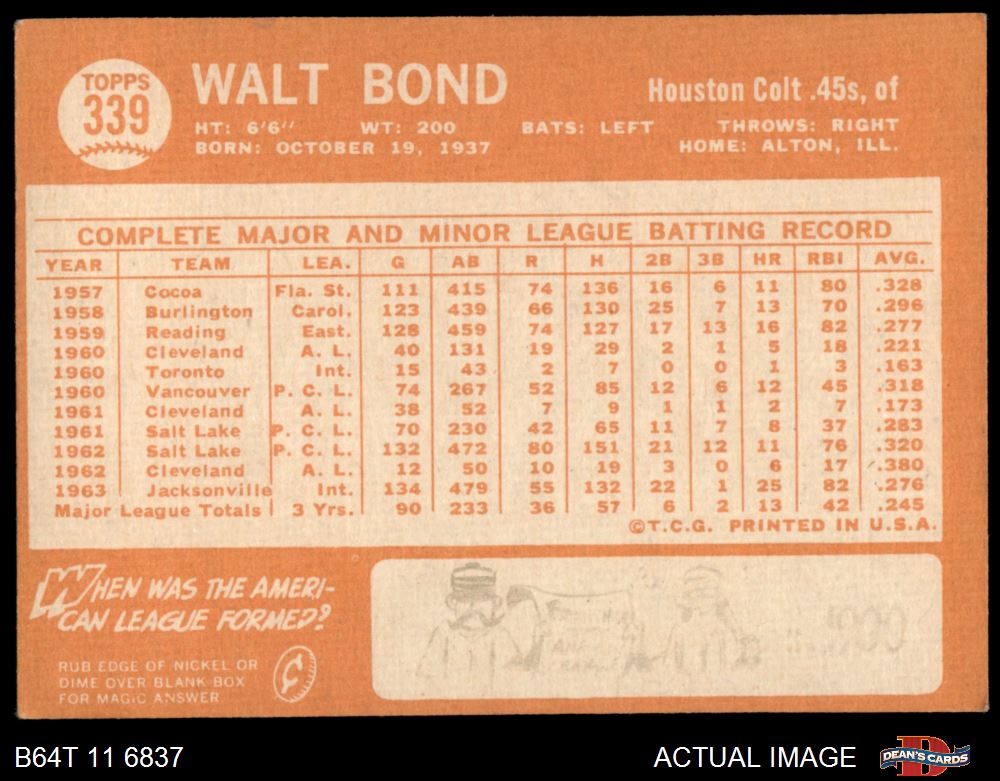 TOPPS
339
WALT BOND
Houston Colt .45s, of
HT: 6'6" WT: 200 BATS: LEFT THROWS: RIGHT
BORN: OCTOBER 19, 1937 HOME: ALTON, ILL.
COMPLETE MAJOR AND MINOR LEAGUE BATTING RECORD
YEAR TEAM LEA. G AB R H 2B 3B HR RBI AVG.
1957 Cocoa Fla. St. 111 415 74 136 16 6 11 80 .328
1958 Burlington Carol. 123 439 66 130 25 7 13 70 .296
1959 Reading East. 128 459 74 127 17 13 16 82 .277
1960 Cleveland A. L. 40 131 19 29 2 1 5 18 .221
1960 Toronto Int. 15 43 2 7 0 0 1 3 .163
1960 Vancouver P. C. L. 74 267 52 85 12 6 12 45 .318
1961 Cleveland A. L. 38 52 7 9 1 1 2 7 .173
1961 Salt Lake P. C. L. 70 230 42 65 11 7 8 37 .283
1962 Salt Lake P. C. L. 132 472 80 151 21 12 11 76 .320
1962 Cleveland A. L. 12 50 10 19 3 0 6 17 .380
1963 Jacksonville Int. 134 479 55 132 22 1 25 82 .276
Major League Totals 3 Yrs. 90 233 36 57 6 2 13 42 .245
©T.C.G. PRINTED IN U.S.A.
WHEN WAS THE AMERI-
CAN LEAGUE FORMED?
RUB EDGE OF NICKEL OR
DIME OVER BLANK BOX
FOR MAGIC ANSWER
B64T 11 6837 ACTUAL IMAGE DEAN'S CARDS